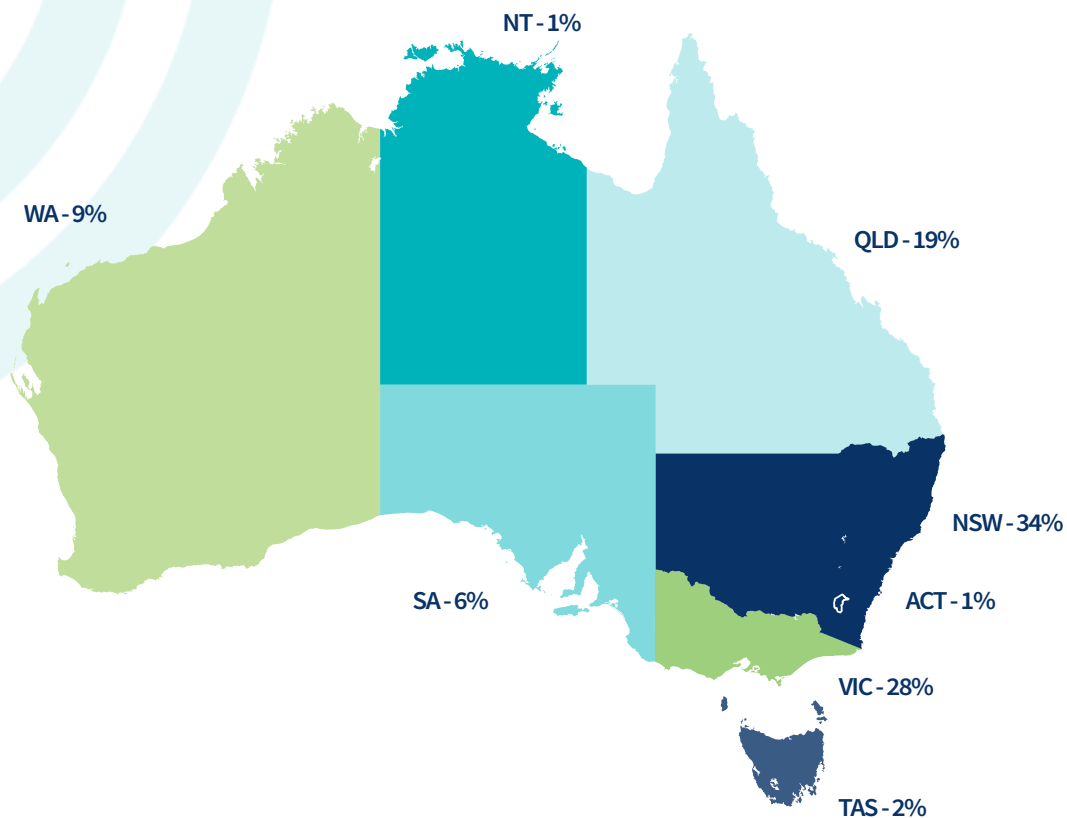 NT - 1%
WA - 9%
QLD - 19%
NSW - 34%
SA - 6%
ACT - 1%
VIC - 28%
TAS - 2%